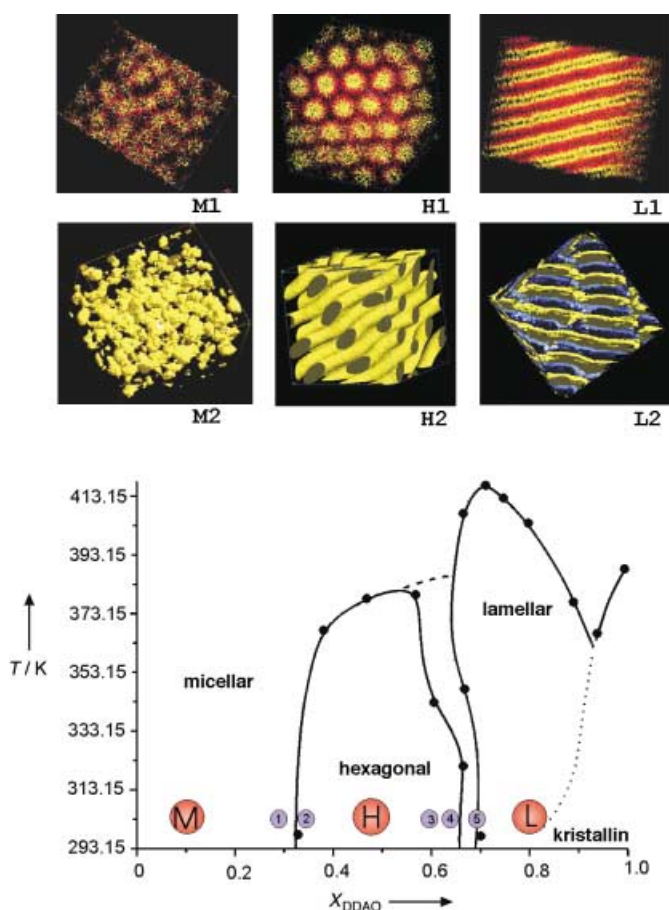 M1
H1
L1
M2
H2
L2
413.15
393.15
373.15
353.15
333.15
313.15
293.15
T / K
micellar
hexagonal
lamellar
kristallin
M
1
2
H
3
4
5
L
0
0.2
0.4
0.6
0.8
1.0
XDDAO